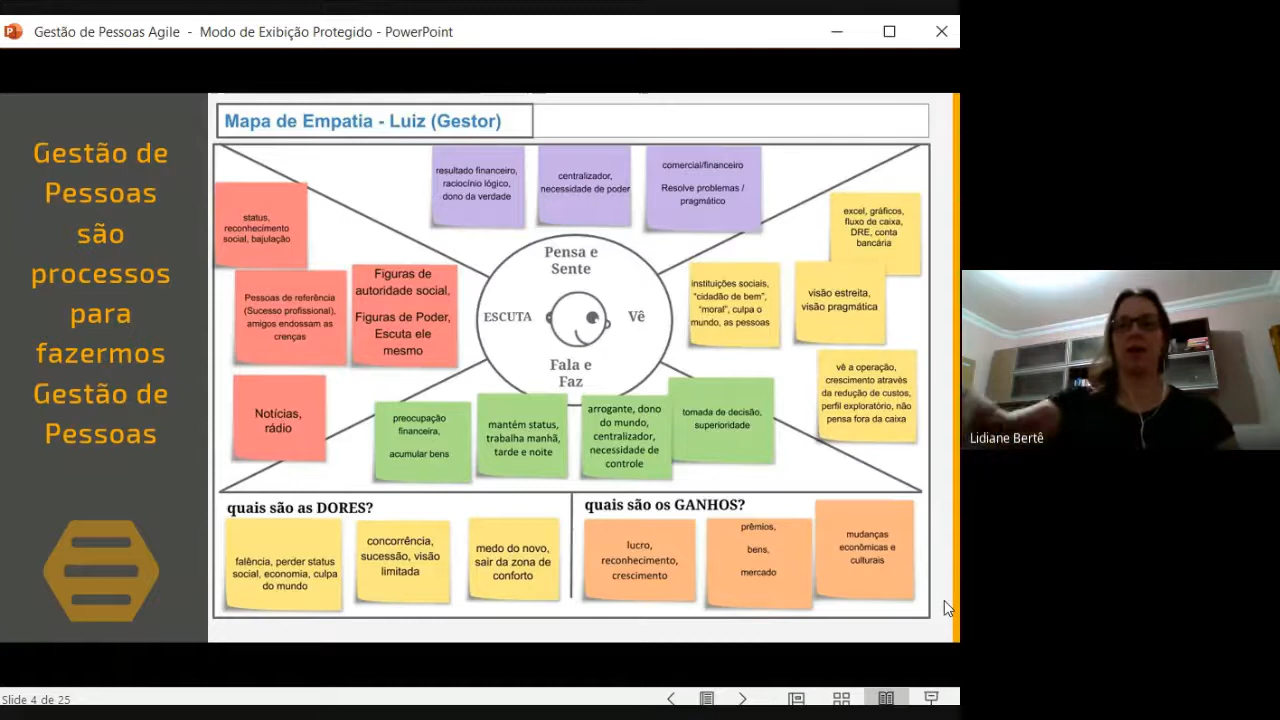 Gestão de Pessoas Agile - Modo de Exibição Protegido - PowerPoint
Gestão de
Pessoas
são
processos
para
fazermos
Gestão de
Pessoas
Mapa de Empatia - Luiz (Gestor)
resultado financeiro,
raciocínio lógico,
dono da verdade
centralizador,
necessidade de poder
comercial/financeiro
Resolve problemas /
pragmático
status,
reconhecimento
social, bajulação
Pessoas de referência
(Sucesso profissional),
amigos endossam as
crenças
Figuras de
autoridade social,
Figuras de Poder,
Escuta ele
mesmo
Notícias,
rádio
Pensa e
Sente
ESCUTA
Vê
Fala e
Faz
excel, gráficos,
fluxo de caixa,
DRE, conta
bancária
instituições sociais,
“cidadão de bem”,
“moral”, culpa o
mundo, as pessoas
visão estreita,
visão pragmática
vê a operação,
crescimento através
da redução de custos,
perfil exploratório, não
pensa fora da caixa
preocupação
financeira,
acumular bens
mantém status,
trabalha manhã,
tarde e noite
arrogante, dono
do mundo,
centralizador,
necessidade de
controle
tomada de decisão,
superioridade
quais são as DORES?
falência, perder status
social, economia, culpa
do mundo
concorrência,
sucessão, visão
limitada
medo do novo,
sair da zona de
conforto
quais são os GANHOS?
lucro,
reconhecimento,
crescimento
prêmios,
bens,
mercado
mudanças
econômicas e
culturais
Lidiane Bertê
Slide 4 de 25